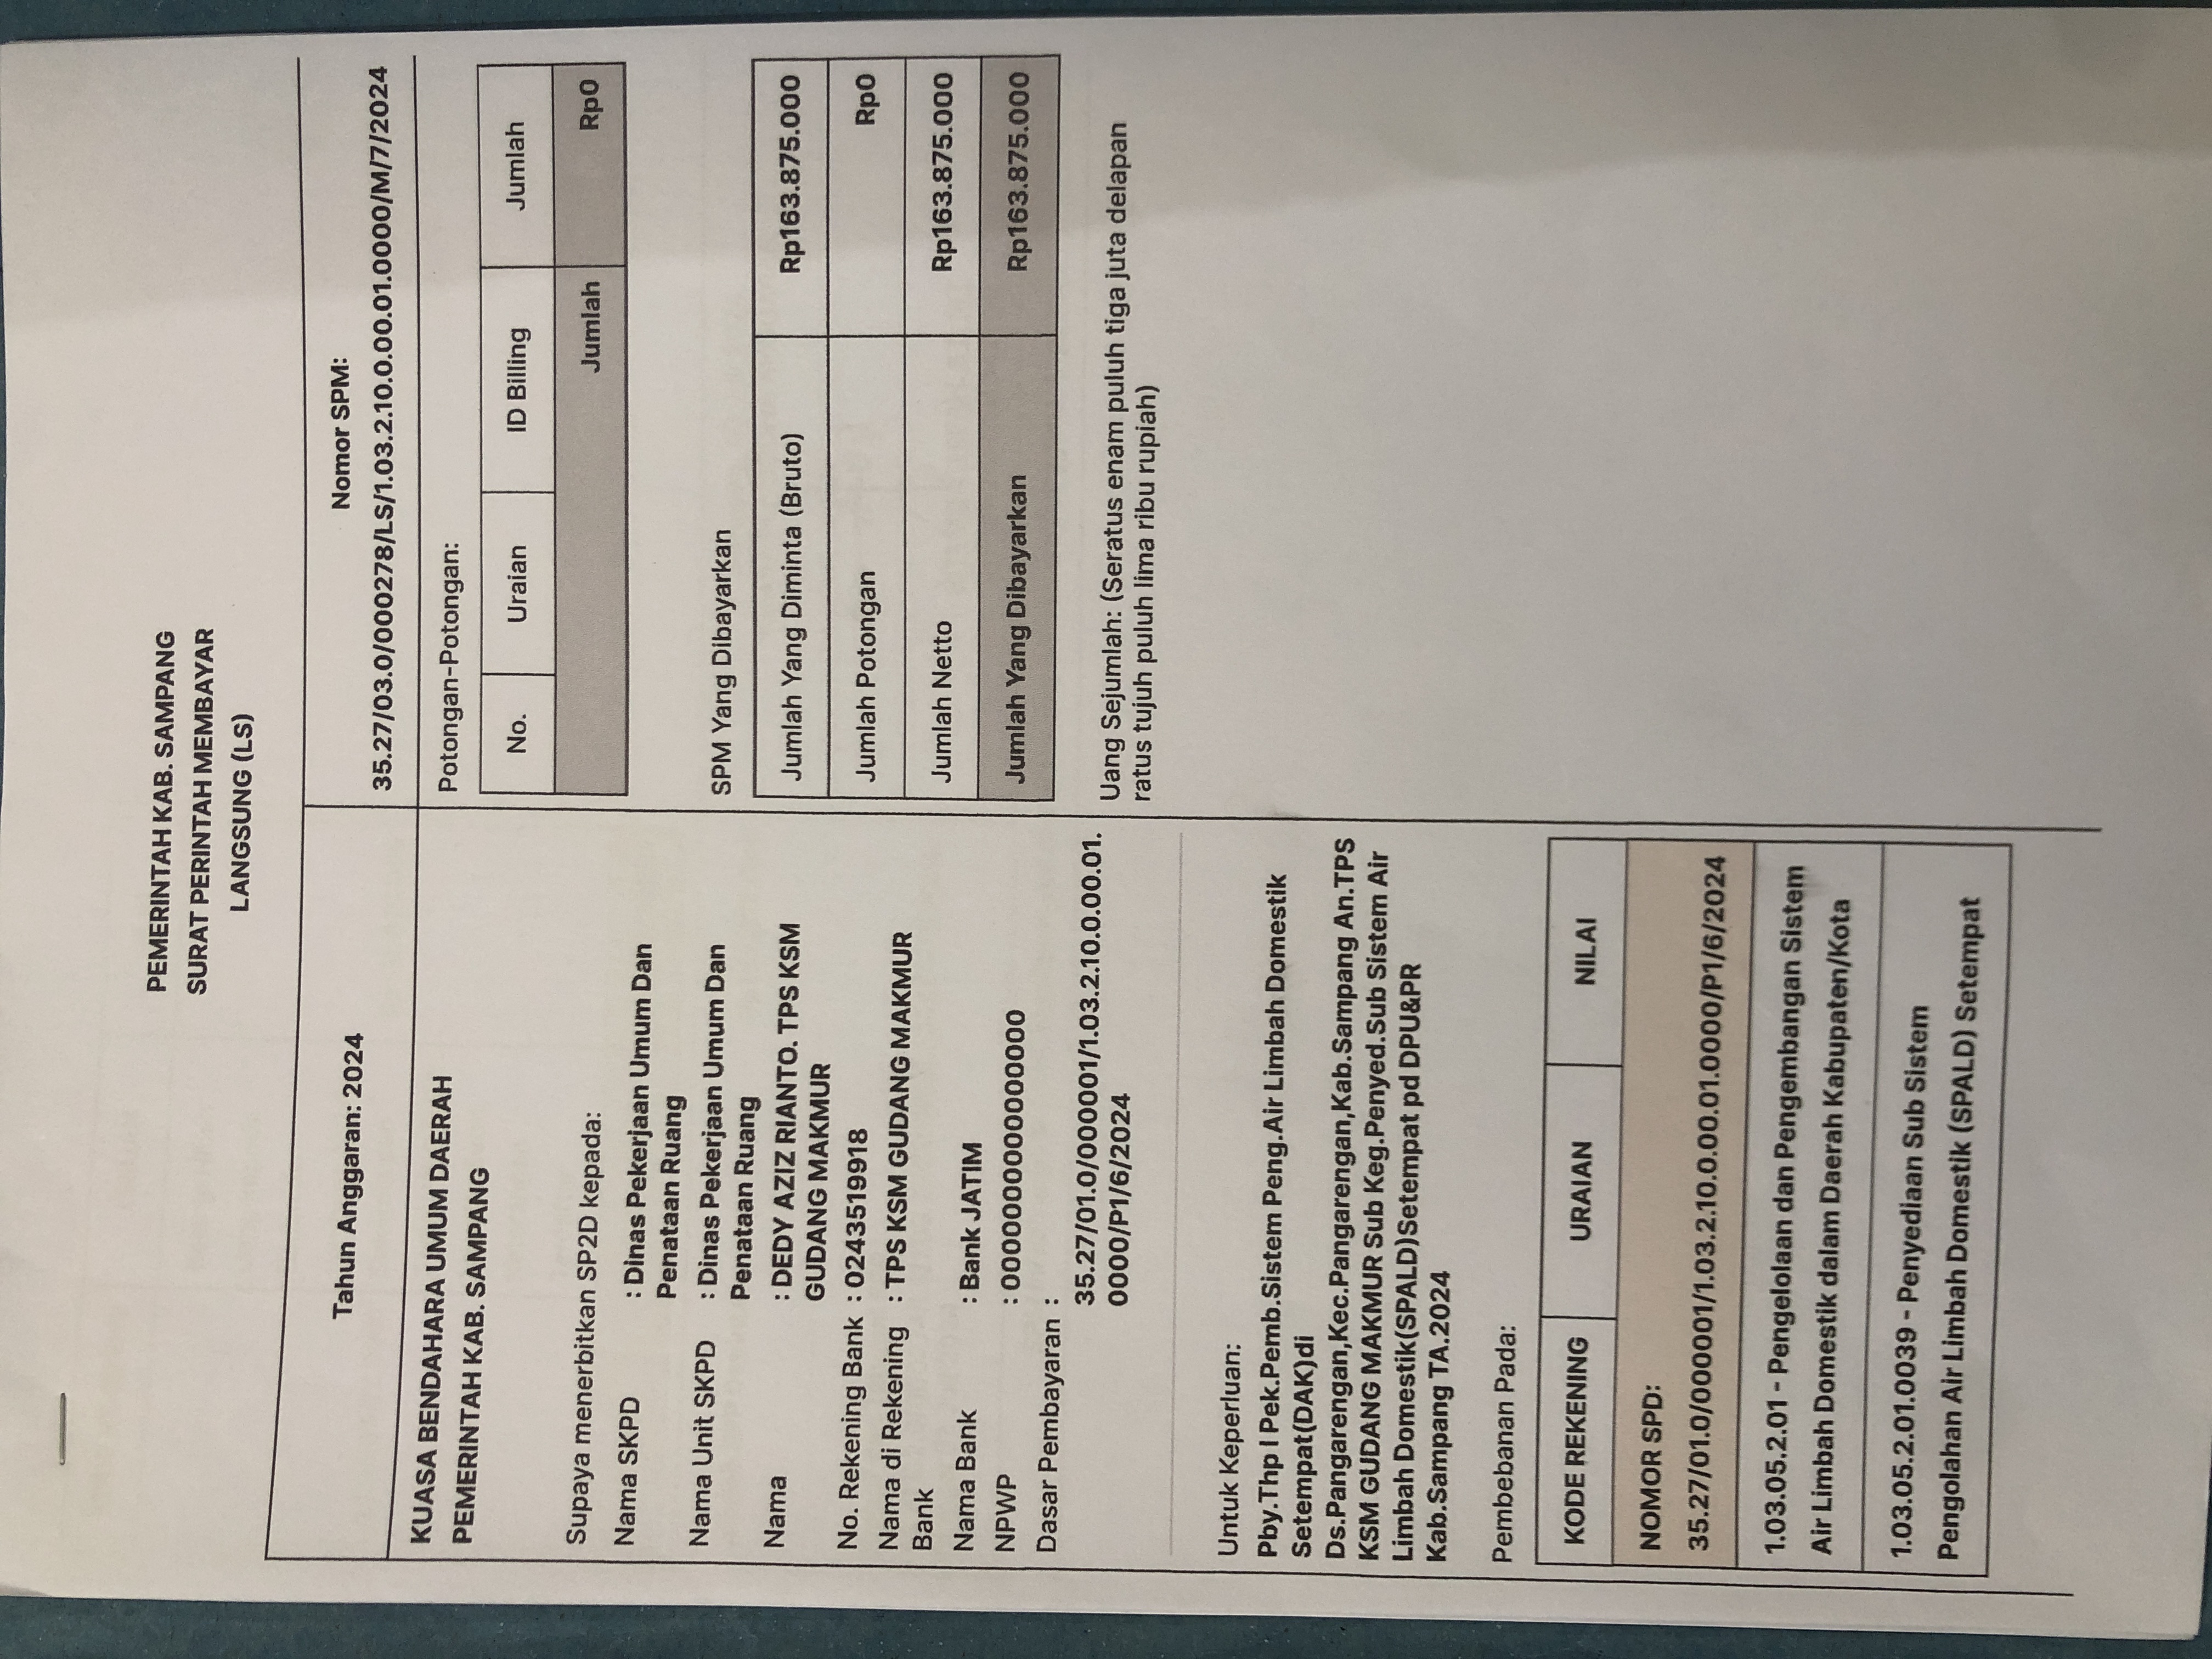 PEMERINTAH KAB. SAMPANG
SURAT PERINTAH MEMBAYAR
LANGSUNG (LS)
Tahun Anggaran: 2024
Nomor SPM:
35.27/03.0/000278/LS/1.03.2.10.0.00.01.0000/M/7/2024
KUASA BENDAHARA UMUM DAERAH
PEMERINTAH KAB. SAMPANG
Supaya menerbitkan SP2D kepada:
Nama SKPD : Dinas Pekerjaan Umum Dan
Penataan Ruang
Nama Unit SKPD : Dinas Pekerjaan Umum Dan
Penataan Ruang
Nama : DEDY AZIZ RIANTO. TPS KSM
GUDANG MAKMUR
No. Rekening Bank : 0243519918
Nama di Rekening : TPS KSM GUDANG MAKMUR
Bank
Nama Bank : Bank JATIM
NPWP : 0000000000000000
Dasar Pembayaran :
35.27/01.0/000001/1.03.2.10.0.00.01.
0000/P1/6/2024
Untuk Keperluan:
Pby.Thp I Pek.Pemb.Sistem Peng.Air Limbah Domestik
Setempat(DAK)di
Ds.Pangarengan,Kec.Pangarengan,Kab.Sampang An.TPS
KSM GUDANG MAKMUR Sub Keg.Penyed.Sub Sistem Air
Limbah Domestik(SPALD)Setempat pd DPU&PR
Kab.Sampang TA.2024
Pembebanan Pada:
KODE REKENING URAIAN NILAI
NOMOR SPD:
35.27/01.0/000001/1.03.2.10.0.00.01.0000/P1/6/2024
1.03.05.2.01 - Pengelolaan dan Pengembangan Sistem
Air Limbah Domestik dalam Daerah Kabupaten/Kota
1.03.05.2.01.0039 - Penyediaan Sub Sistem
Pengolahan Air Limbah Domestik (SPALD) Setempat
Potongan-Potongan:
No. Uraian ID Billing Jumlah
Jumlah Rp0
SPM Yang Dibayarkan
Jumlah Yang Diminta (Bruto) Rp163.875.000
Jumlah Potongan Rp0
Jumlah Netto Rp163.875.000
Jumlah Yang Dibayarkan Rp163.875.000
Uang Sejumlah: (Seratus enam puluh tiga juta delapan
ratus tujuh puluh lima ribu rupiah)